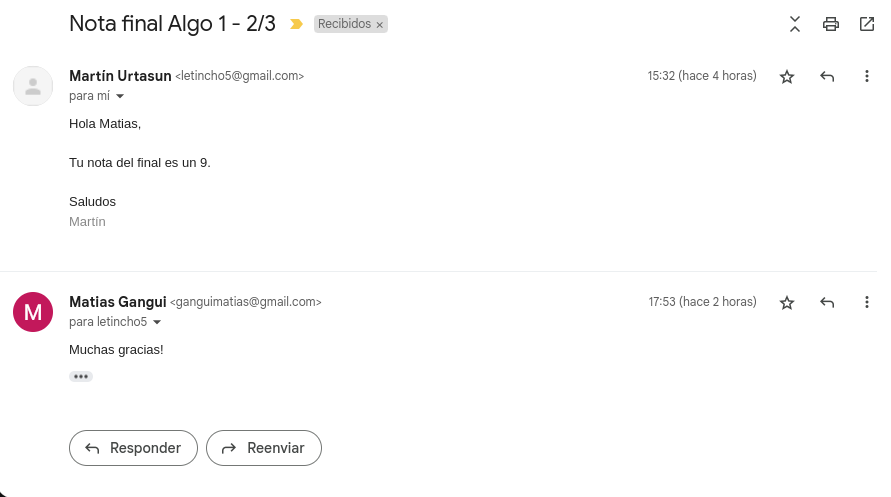 Nota final Algo 1 - 2/3 Recibidos ×
Martín Urtasun <letincho5@gmail.com> 15:32 (hace 4 horas)
para mí
Hola Matias,
Tu nota del final es un 9.
Saludos
Martín
M Matias Gangui <ganguimatias@gmail.com> 17:53 (hace 2 horas)
para letincho5
Muchas gracias!
•••
Responder Reenviar